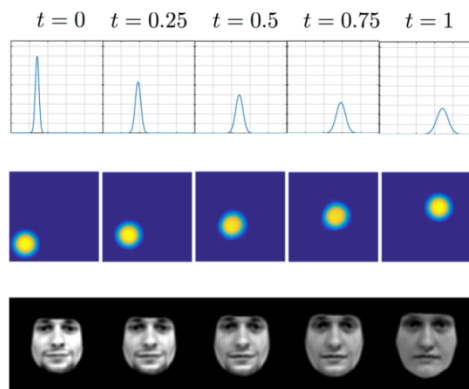 t = 0 t = 0.25 t = 0.5 t = 0.75 t = 1